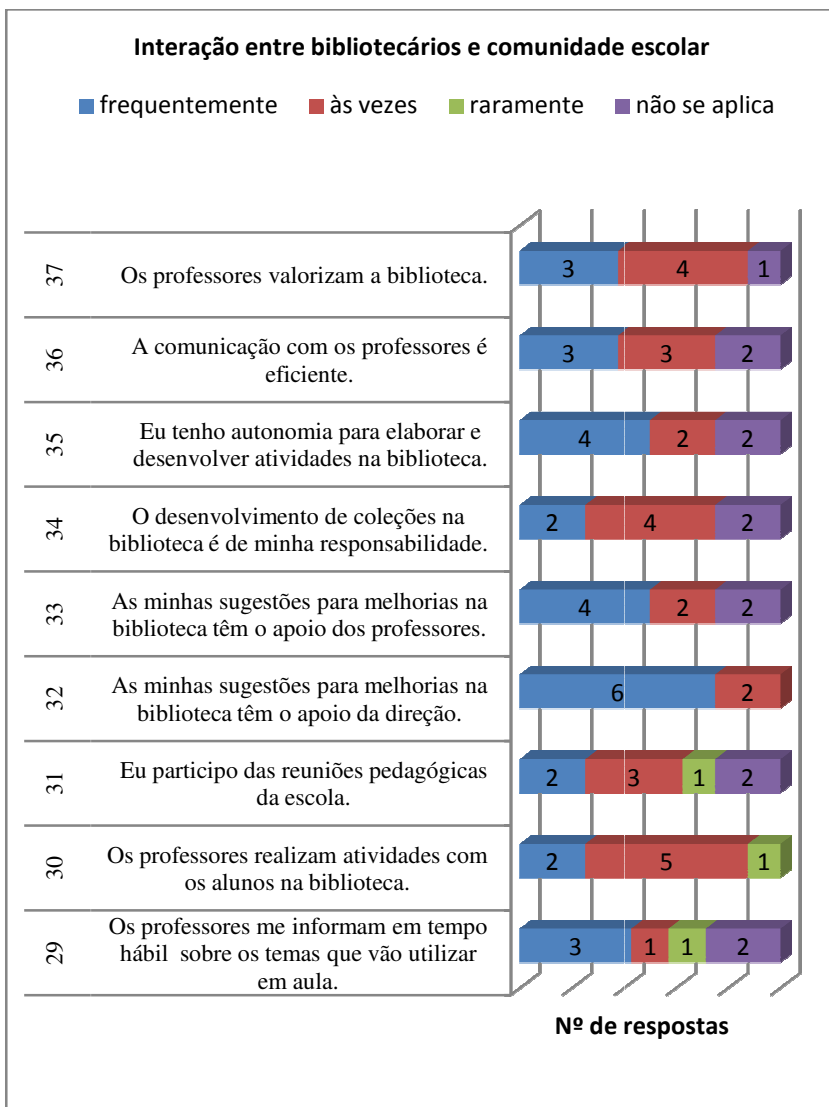 Interação entre bibliotecários e comunidade escolar
frequentemente às vezes raramente não se aplica
37
Os professores valorizam a biblioteca.
3 4 1
36
A comunicação com os professores é
eficiente.
3 3 2
35
Eu tenho autonomia para elaborar e
desenvolver atividades na biblioteca.
4 2 2
34
O desenvolvimento de coleções na
biblioteca é de minha responsabilidade.
2 4 2
33
As minhas sugestões para melhorias na
biblioteca têm o apoio dos professores.
4 2 2
32
As minhas sugestões para melhorias na
biblioteca têm o apoio da direção.
6 2
31
Eu participo das reuniões pedagógicas
da escola.
2 3 1 2
30
Os professores realizam atividades com
os alunos na biblioteca.
2 5 1
29
Os professores me informam em tempo
hábil sobre os temas que vão utilizar
em aula.
3 1 1 2
Nº de respostas